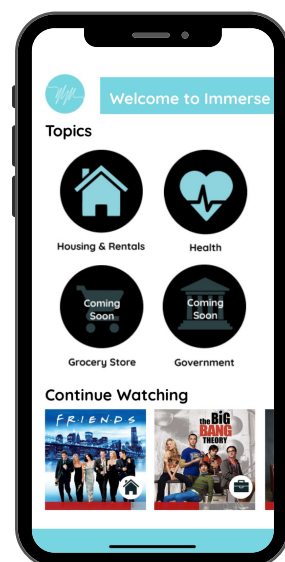 Welcome to Immerse
Topics
Housing & Rentals
Health
Coming
Soon
Coming
Soon
Grocery Store
Government
Continue Watching
F·R·I·E·N·D·S
the BiG
BANG
THEORY